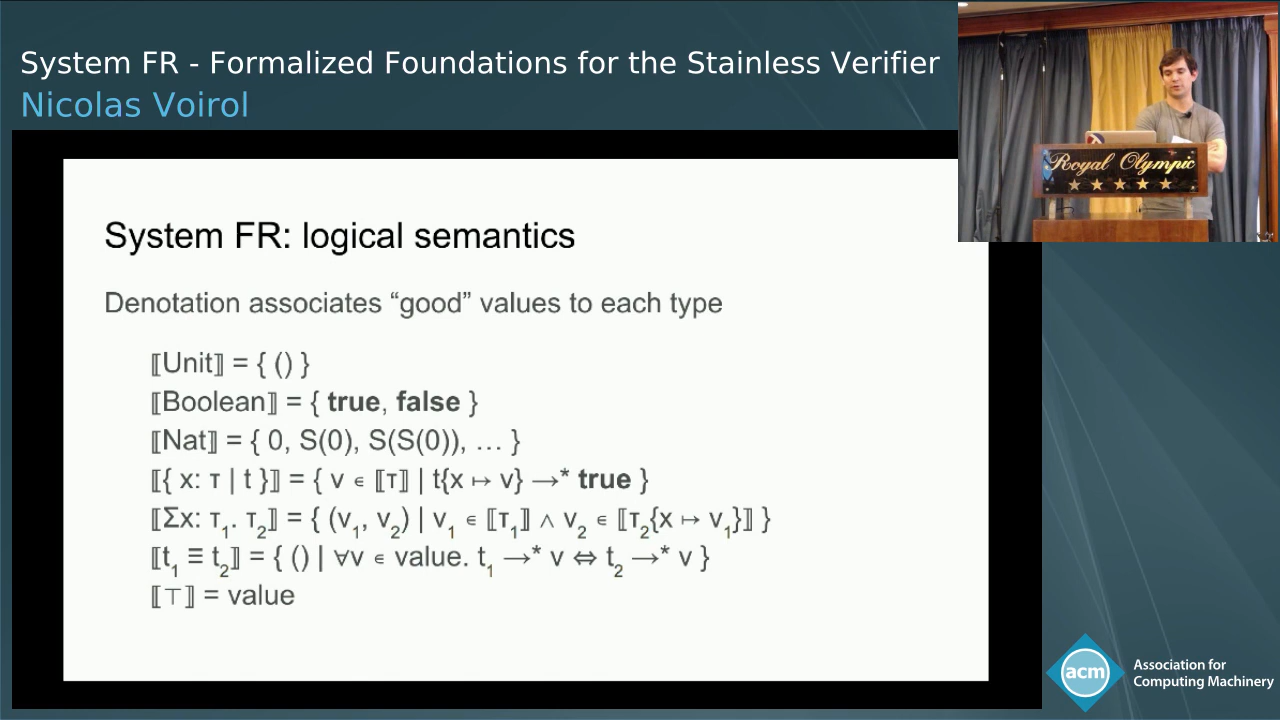 System FR - Formalized Foundations for the Stainless Verifier
Nicolas Voirol
Royal Olympic
System FR: logical semantics
Denotation associates “good” values to each type
⟦Unit⟧ = { () }
⟦Boolean⟧ = { true, false }
⟦Nat⟧ = { 0, S(0), S(S(0)), … }
⟦{ x: τ | t }⟧ = { v ∊ ⟦τ⟧ | t{x ↦ v} →* true }
⟦Σx: τ₁. τ₂⟧ = { (v₁, v₂) | v₁ ∊ ⟦τ₁⟧ ∧ v₂ ∊ ⟦τ₂{x ↦ v₁}⟧ }
⟦t₁ ≡ t₂⟧ = { () | ∀v ∊ value. t₁ →* v ⇔ t₂ →* v }
⟦⊤⟧ = value
acm
Association for
Computing Machinery